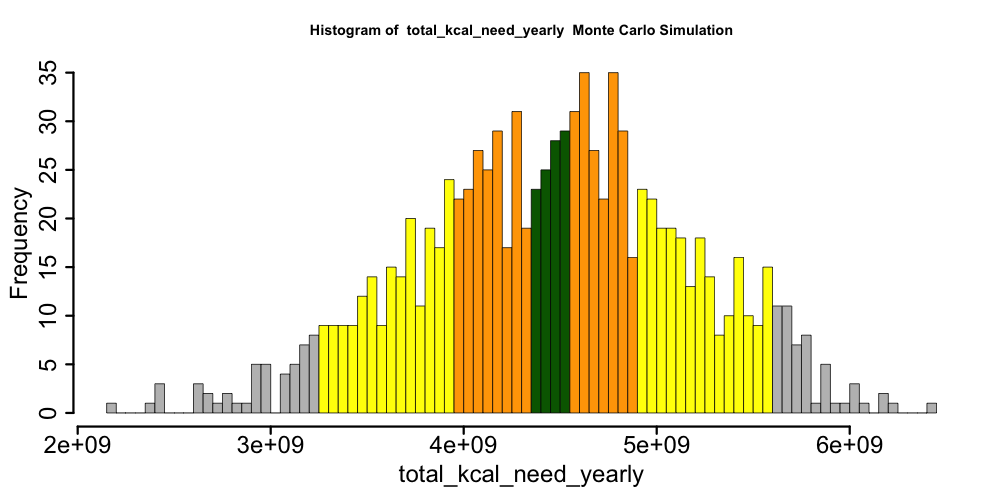 Histogram of  total_kcal_need_yearly  Monte Carlo Simulation
Frequency
35
30
25
20
15
10
5
0
2e+09 3e+09 4e+09 5e+09 6e+09
total_kcal_need_yearly